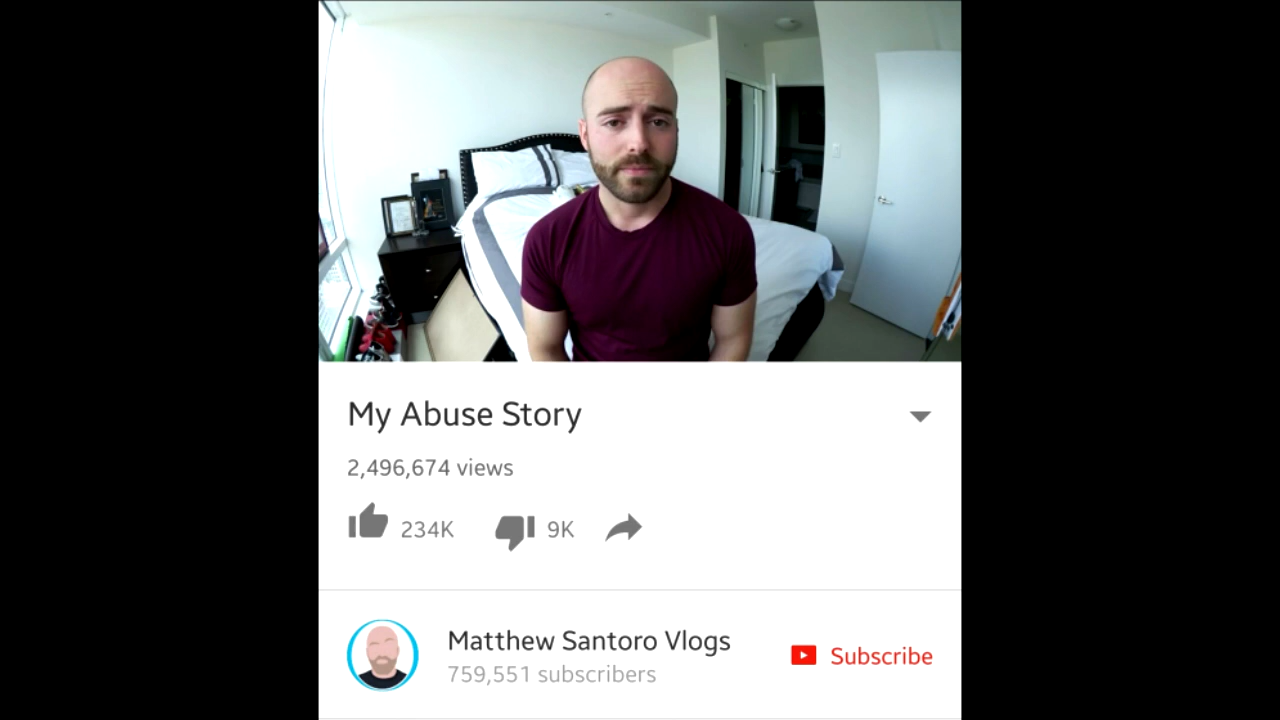 My Abuse Story
2,496,674 views
234K 9K
Matthew Santoro Vlogs
759,551 subscribers
Subscribe